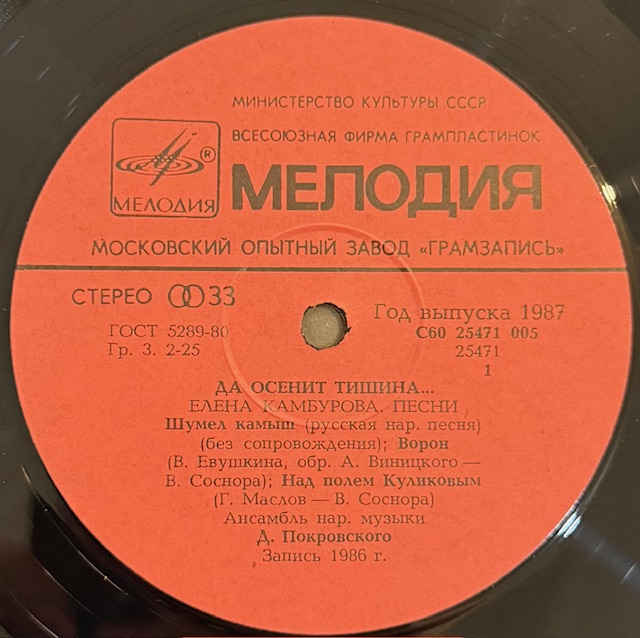 МИНИСТЕРСТВО КУЛЬТУРЫ СССР
ВСЕСОЮЗНАЯ ФИРМА ГРАМПЛАСТИНОК
®
МЕЛОДИЯ
МЕЛОДИЯ
МОСКОВСКИЙ ОПЫТНЫЙ ЗАВОД «ГРАМЗАПИСЬ»
СТЕРЕО 33
Год выпуска 1987
ГОСТ 5289-80
С60 25471 005
Гр. 3. 2-25
25471
1
ДА ОСЕНИТ ТИШИНА...
ЕЛЕНА КАМБУРОВА. ПЕСНИ
Шумел камыш (русская нар. песня)
(без сопровождения); Ворон
(В. Евушкина, обр. А. Виницкого —
В. Соснора); Над полем Куликовым
(Г. Маслов — В. Соснора)
Ансамбль нар. музыки
Д. Покровского
Запись 1986 г.